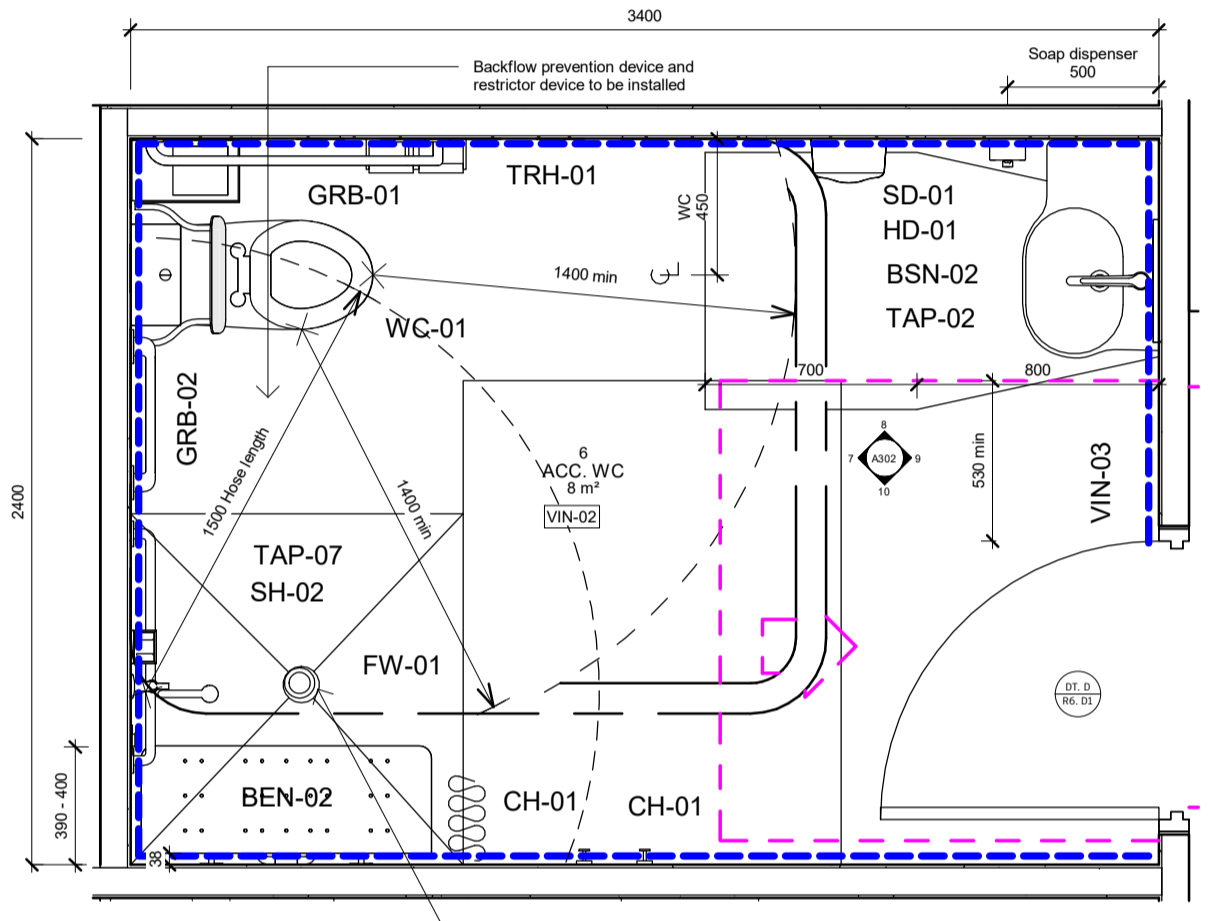 3400
Soap dispenser
500
Backflow prevention device and
restrictor device to be installed
GRB-01
TRH-01
WC
450
SD-01
HD-01
BSN-02
TAP-02
1400 min
WC-01
700
800
GRB-02
1500 Hose length
1400 min
6
ACC. WC
8 m²
VIN-02
8
7
A302
9
10
530 min
VIN-03
2400
TAP-07
SH-02
FW-01
DT. D
R6. D1
390 - 400
BEN-02
CH-01
CH-01
38